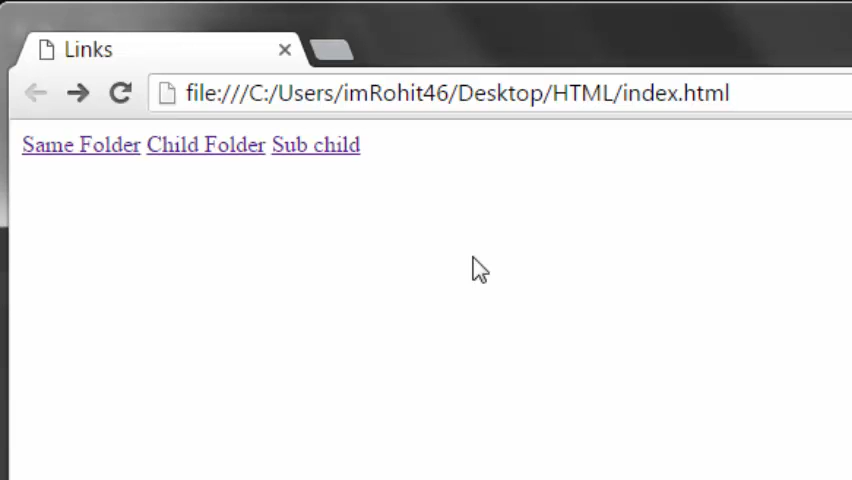 Links
file:///C:/Users/imRohit46/Desktop/HTML/index.html
Same Folder Child Folder Sub child